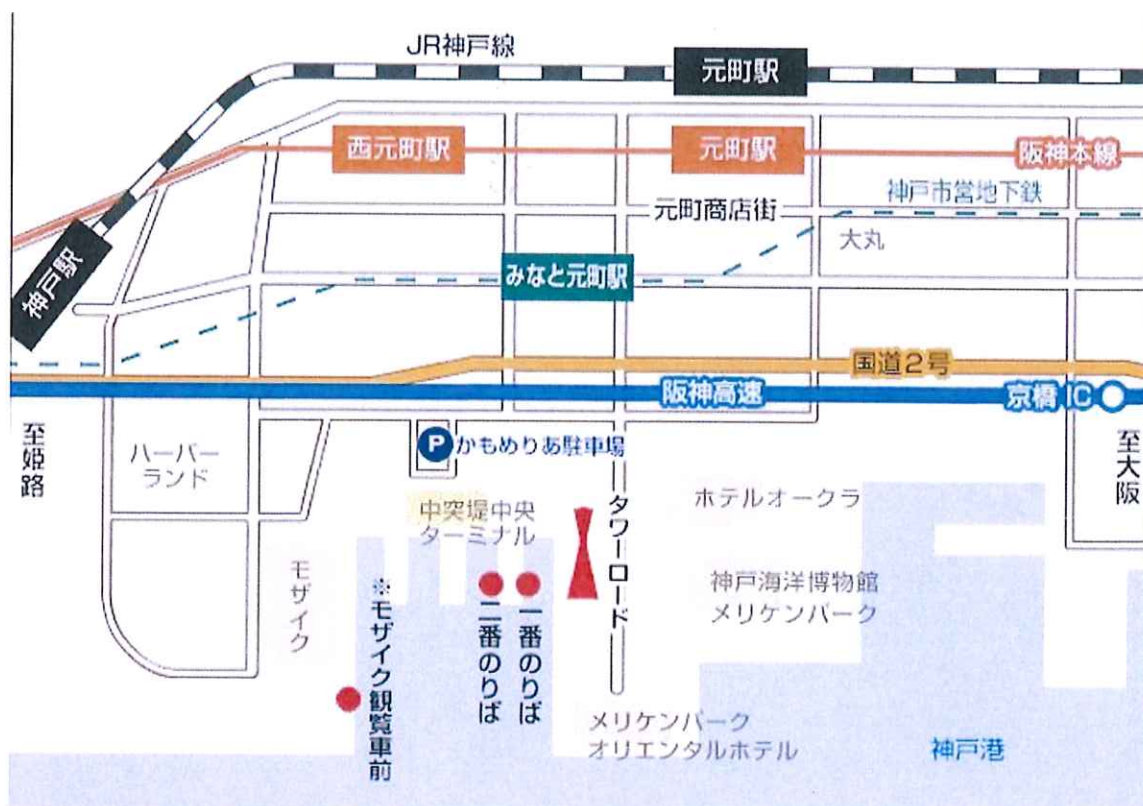 JR神戸線
元町駅
西元町駅
元町駅
阪神本線
神戸市営地下鉄
元町商店街
大丸
神戸駅
みなと元町駅
国道2号
阪神高速
京橋IC
至姫路
ハーバー
ランド
P かもめりあ駐車場
至大阪
中突堤中央
ターミナル
タワーロード
ホテルオークラ
モザイク
※モザイク観覧車前
二番のりば
一番のりば
神戸海洋博物館
メリケンパーク
メリケンパーク
オリエンタルホテル
神戸港